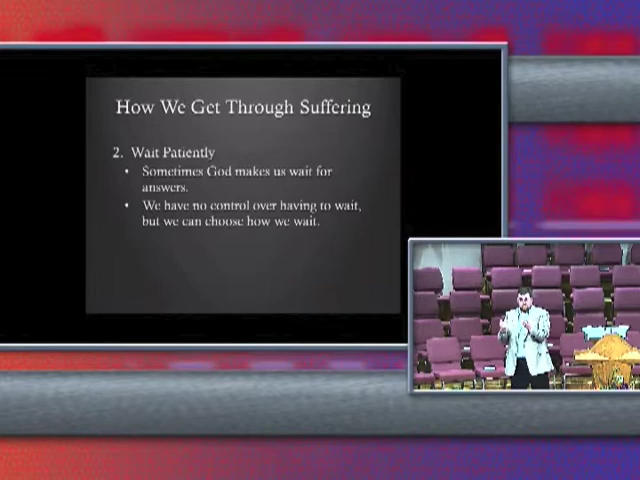 How We Get Through Suffering
2. Wait Patiently
• Sometimes God makes us wait for
answers.
• We have no control over having to wait,
but we can choose how we wait.